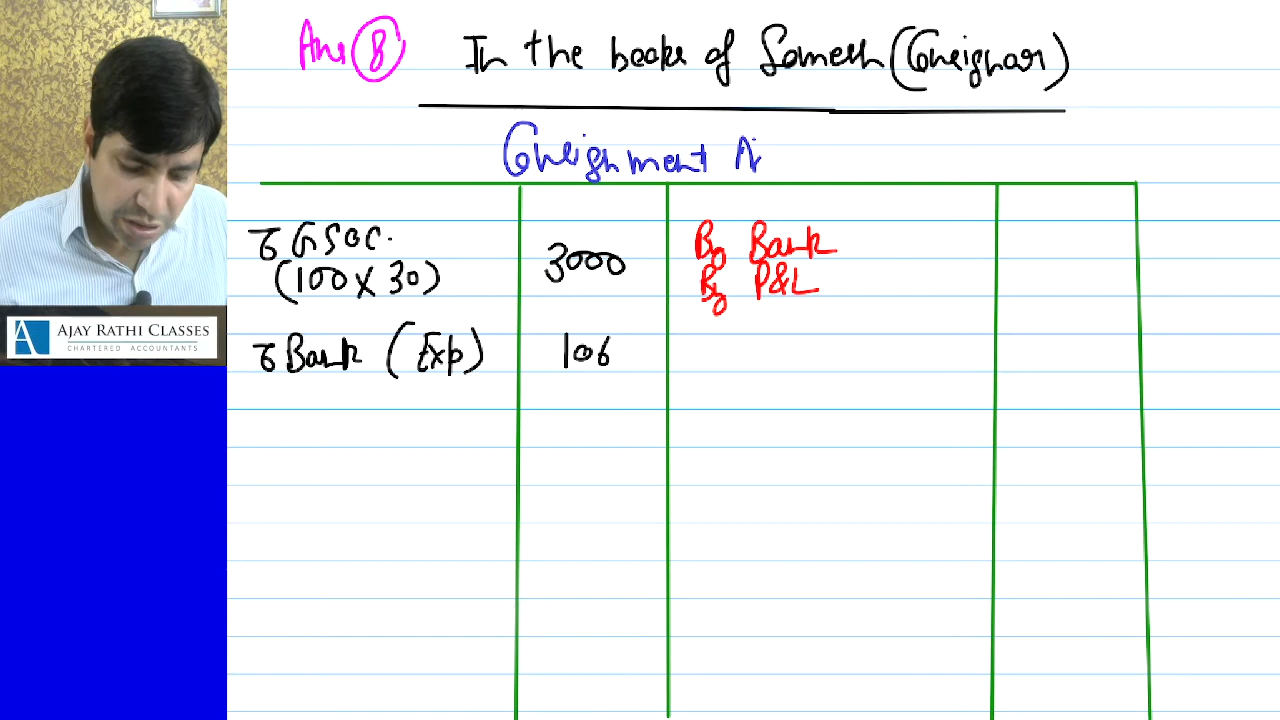 Ans 8 In the books of Somesh (Consignor)
Consignment A/c
To GSOC. 3000 By Bank
(100 X 30) By P&L
To Bank (Exp) 106
AJAY RATHI CLASSES
CHARTERED ACCOUNTANTS